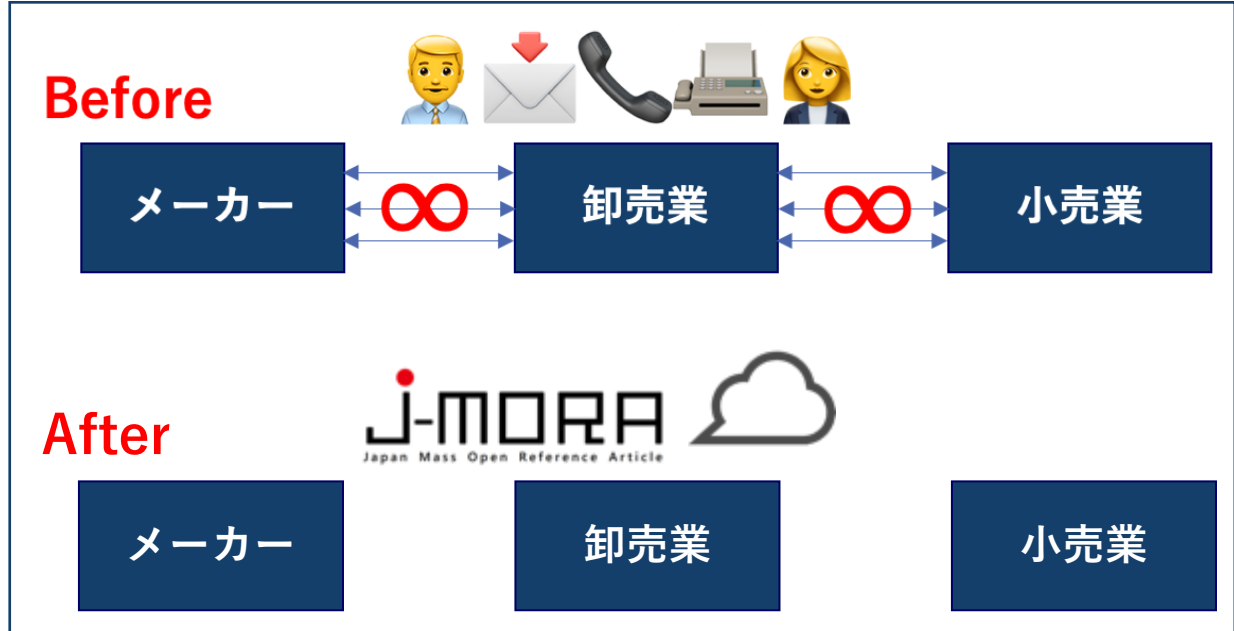 Before
メーカー
∞
卸売業
∞
小売業
J-MORA
Japan Mass Open Reference Article
After
メーカー
卸売業
小売業